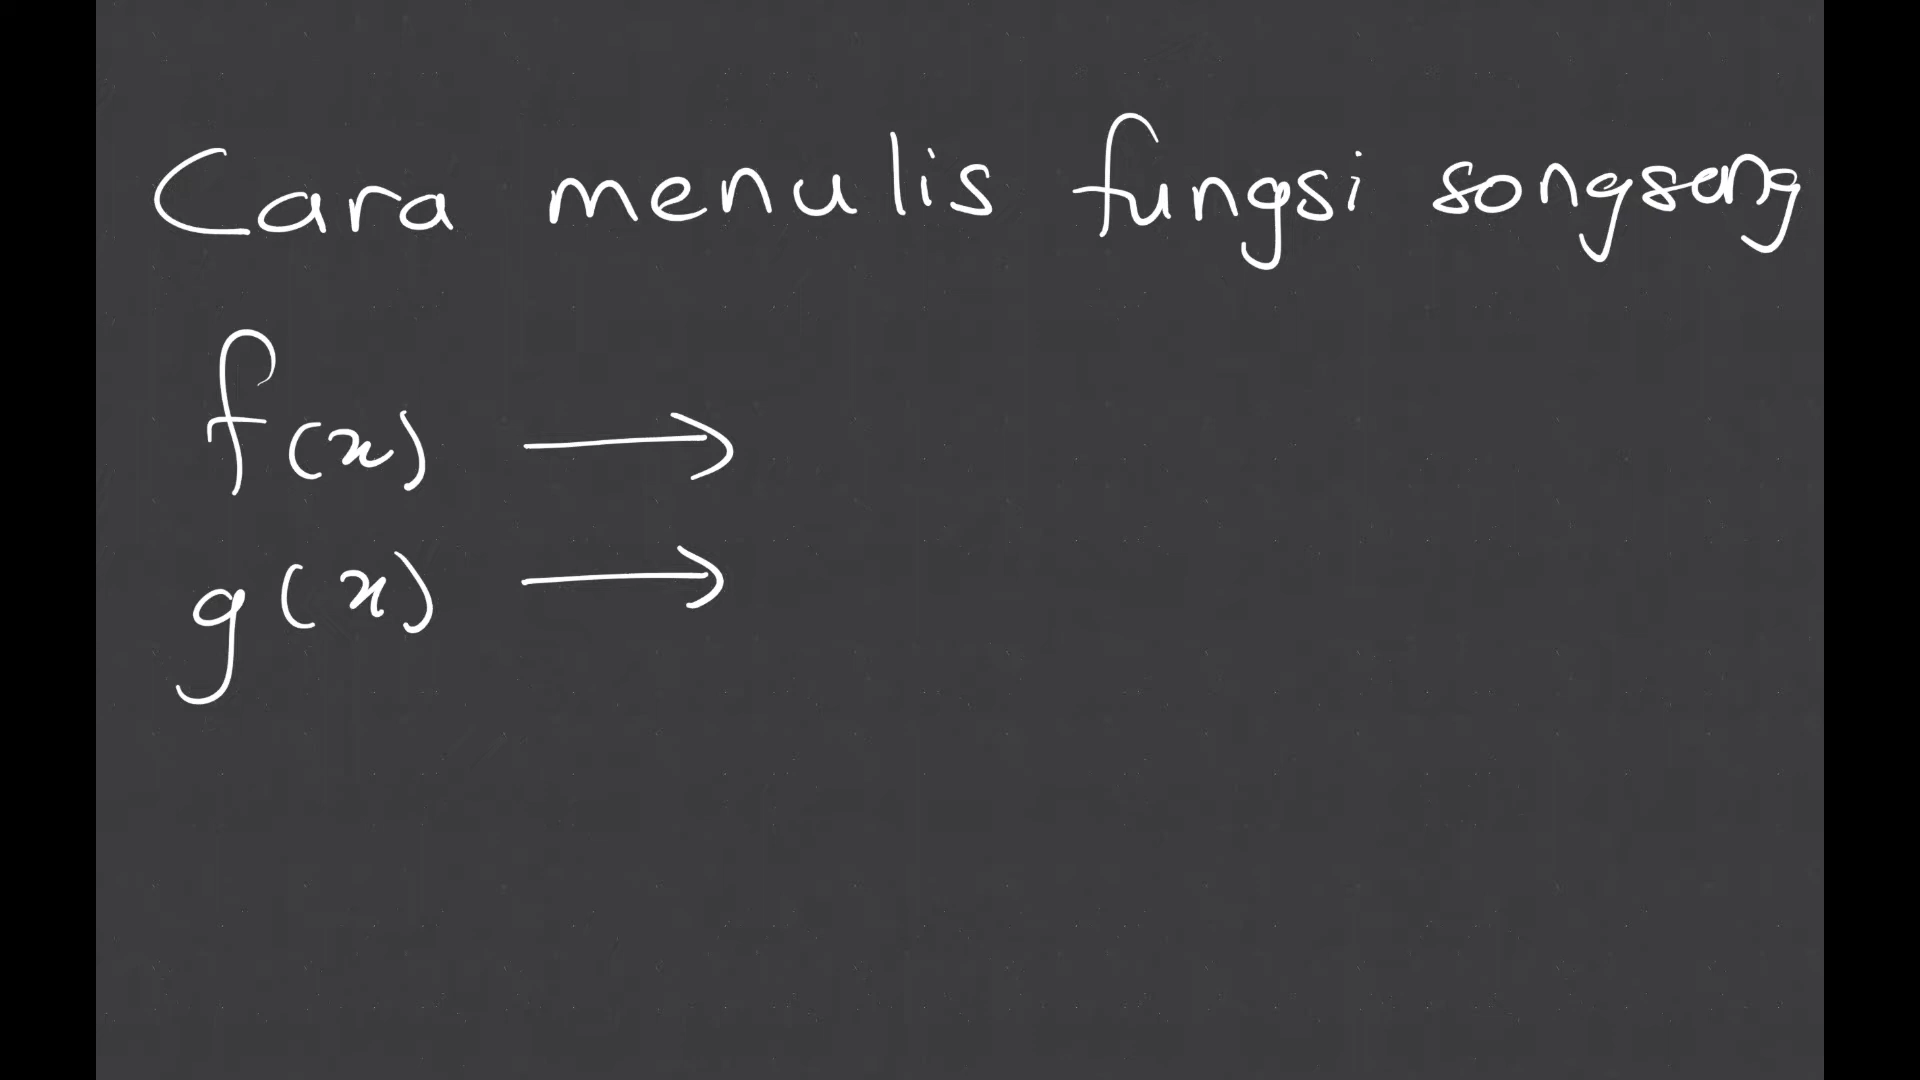 Cara menulis fungsi songsang
f(x) →
g(x) →